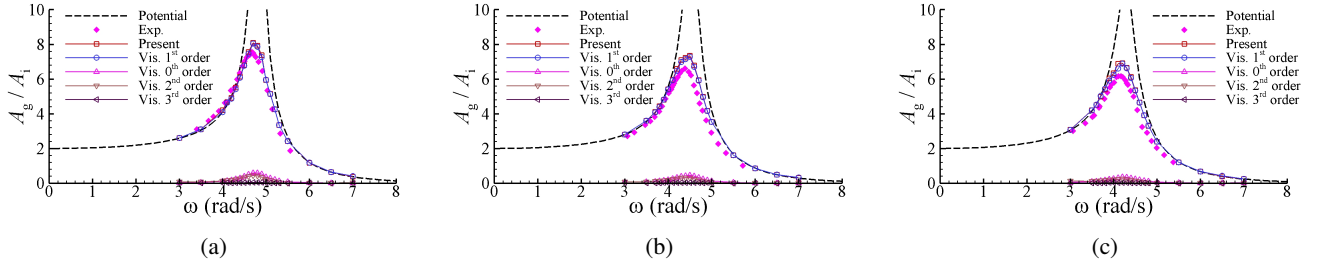 10
8
6
4
2
0
A_g / A_i
Potential
Exp.
Present
Vis. 1st order
Vis. 0th order
Vis. 2nd order
Vis. 3rd order
0 1 2 3 4 5 6 7 8
ω (rad/s)
(a)
10
8
6
4
2
0
A_g / A_i
Potential
Exp.
Present
Vis. 1st order
Vis. 0th order
Vis. 2nd order
Vis. 3rd order
0 1 2 3 4 5 6 7 8
ω (rad/s)
(b)
10
8
6
4
2
0
A_g / A_i
Potential
Exp.
Present
Vis. 1st order
Vis. 0th order
Vis. 2nd order
Vis. 3rd order
0 1 2 3 4 5 6 7 8
ω (rad/s)
(c)